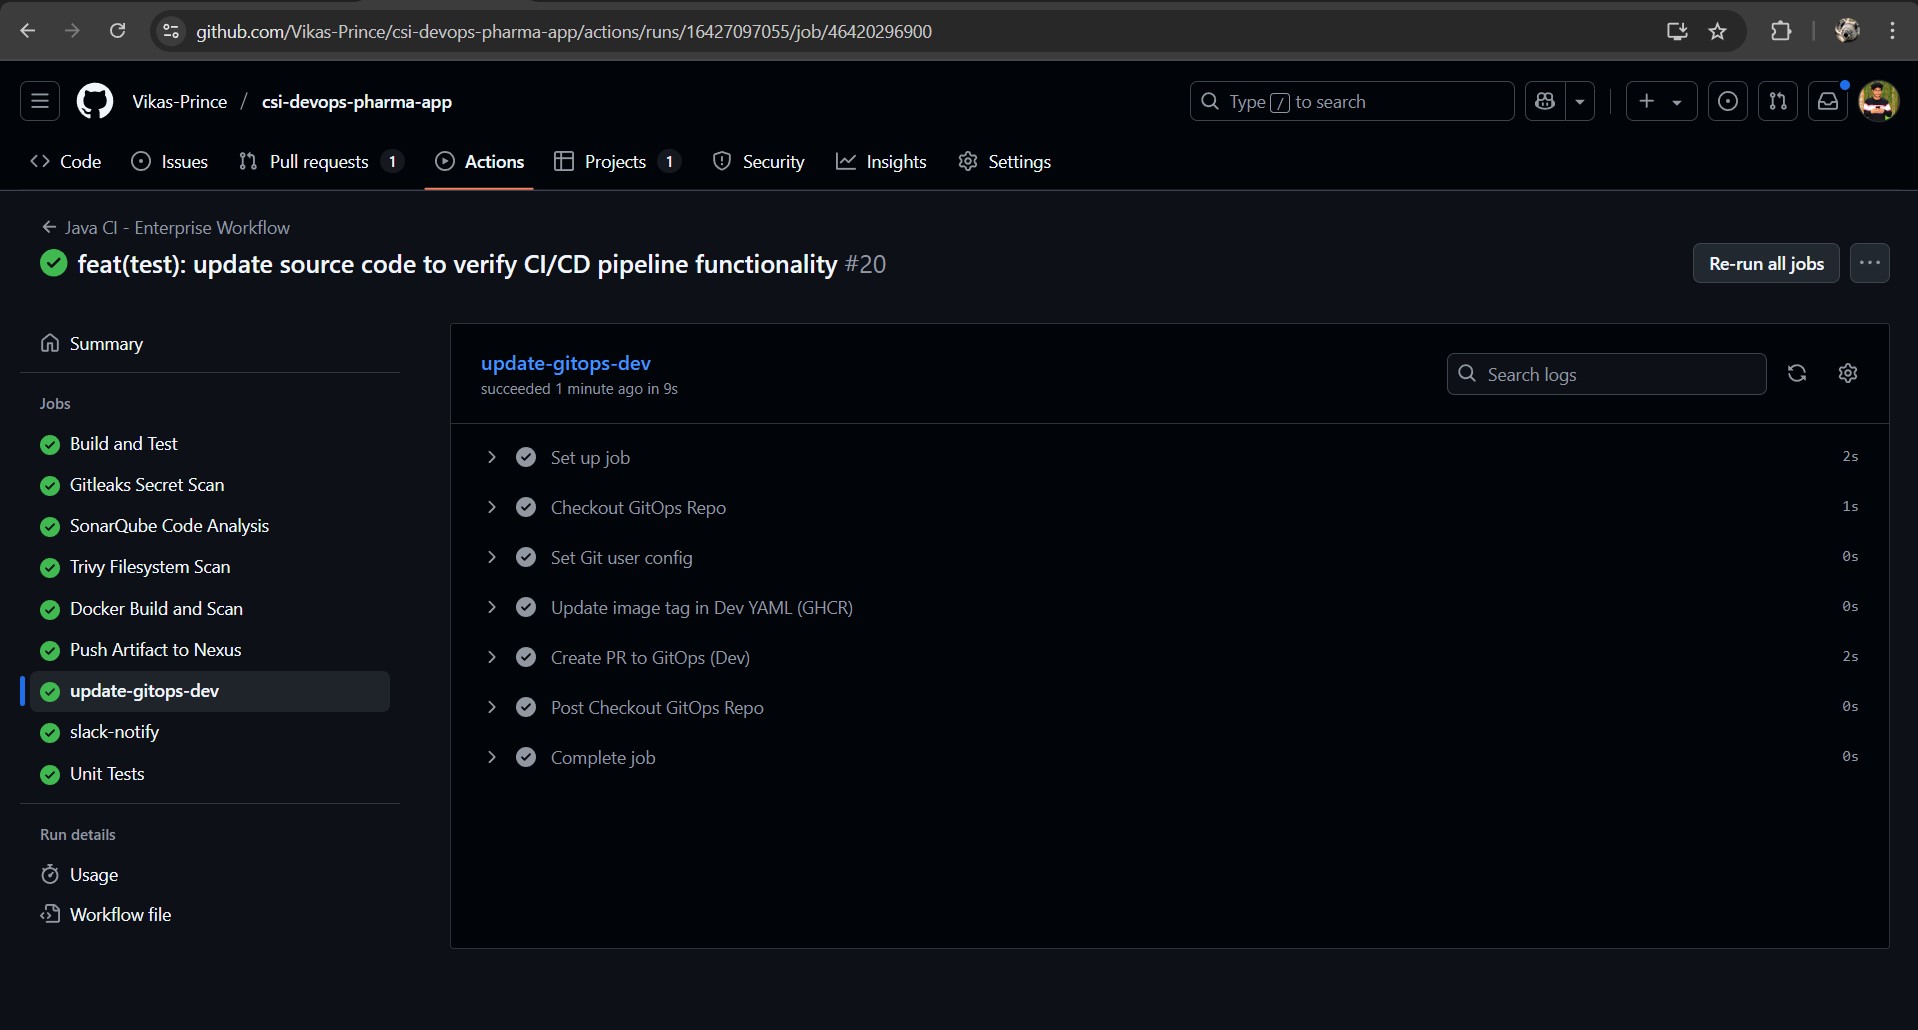 github.com/Vikas-Prince/csi-devops-pharma-app/actions/runs/16427097055/job/46420296900
Vikas-Prince / csi-devops-pharma-app
Type / to search
Code
Issues
Pull requests 1
Actions
Projects 1
Security
Insights
Settings
Java CI - Enterprise Workflow
feat(test): update source code to verify CI/CD pipeline functionality #20
Re-run all jobs
Summary
Jobs
Build and Test
Gitleaks Secret Scan
SonarQube Code Analysis
Trivy Filesystem Scan
Docker Build and Scan
Push Artifact to Nexus
update-gitops-dev
slack-notify
Unit Tests
Run details
Usage
Workflow file
update-gitops-dev
succeeded 1 minute ago in 9s
Search logs
Set up job 2s
Checkout GitOps Repo 1s
Set Git user config 0s
Update image tag in Dev YAML (GHCR) 0s
Create PR to GitOps (Dev) 2s
Post Checkout GitOps Repo 0s
Complete job 0s